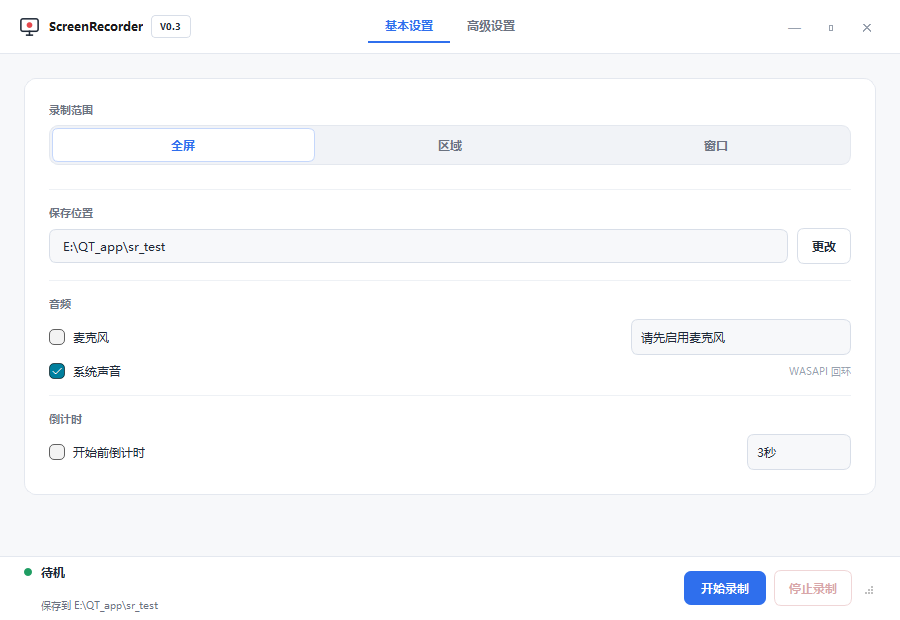 ScreenRecorder V0.3 基本设置 高级设置
录制范围
全屏 区域 窗口
保存位置
E:\QT_app\sr_test 更改
音频
麦克风 请先启用麦克风
系统声音 WASAPI 回环
倒计时
开始前倒计时 3秒
待机
开始录制 停止录制
保存到 E:\QT_app\sr_test